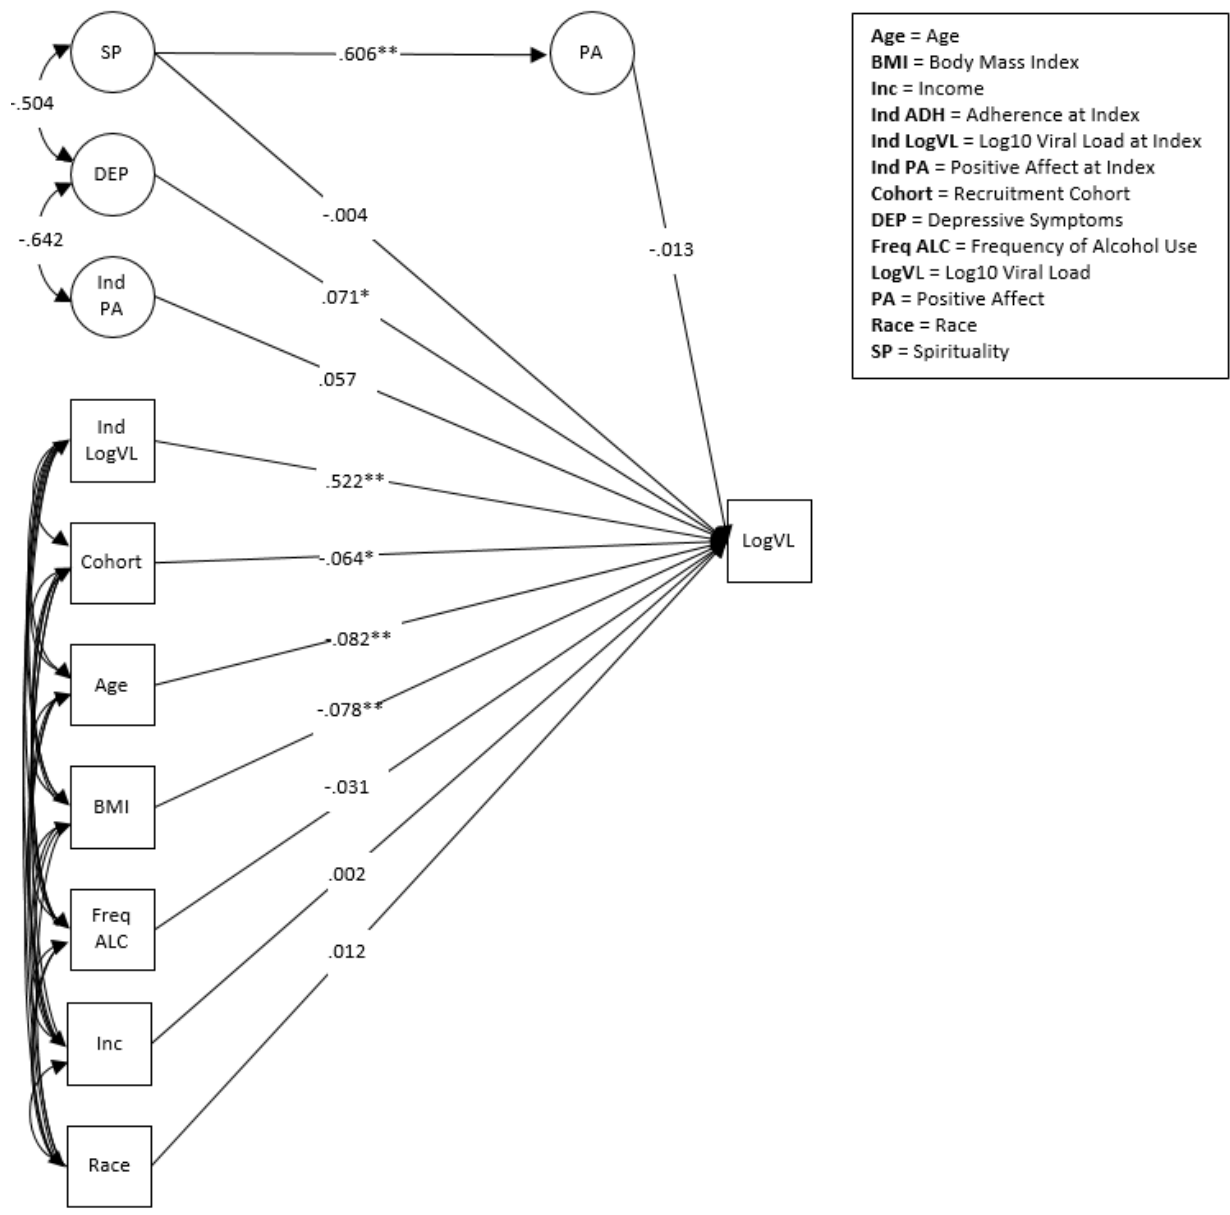 SP
.606**
PA
-.504
DEP
-.004
-.642
-.013
Ind
PA
.071*
.057
Ind
LogVL
.522**
Cohort
-.064*
LogVL
Age
-.082**
-.078**
BMI
-.031
Freq
ALC
.002
.012
Inc
Race
Age = Age
BMI = Body Mass Index
Inc = Income
Ind ADH = Adherence at Index
Ind LogVL = Log10 Viral Load at Index
Ind PA = Positive Affect at Index
Cohort = Recruitment Cohort
DEP = Depressive Symptoms
Freq ALC = Frequency of Alcohol Use
LogVL = Log10 Viral Load
PA = Positive Affect
Race = Race
SP = Spirituality